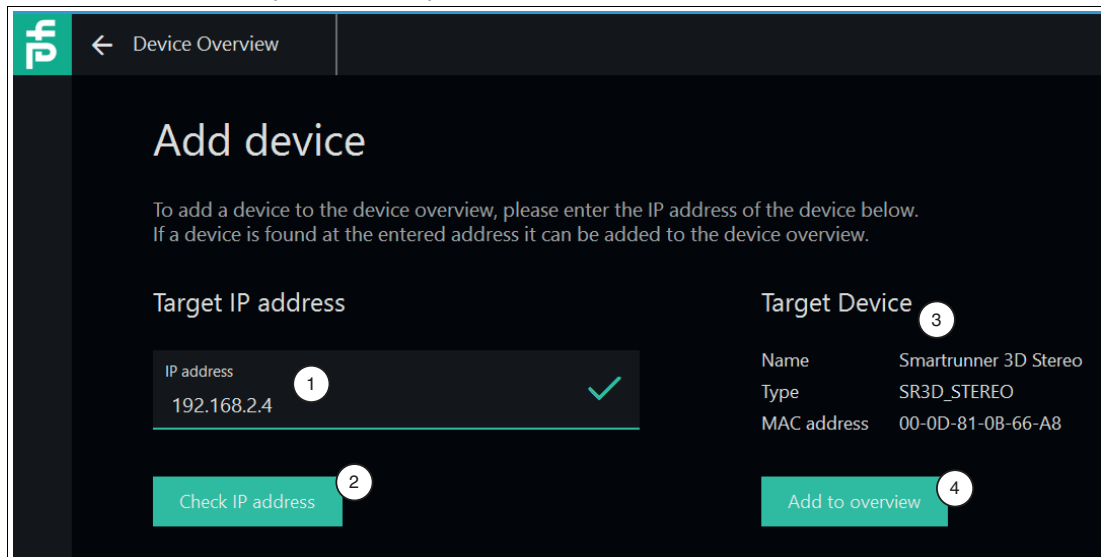 Device Overview
Add device
To add a device to the device overview, please enter the IP address of the device below.
If a device is found at the entered address it can be added to the device overview.
Target IP address
IP address
192.168.2.4
1
Check IP address
2
Target Device
3
Name Smartrunner 3D Stereo
Type SR3D_STEREO
MAC address 00-0D-81-0B-66-A8
Add to overview
4